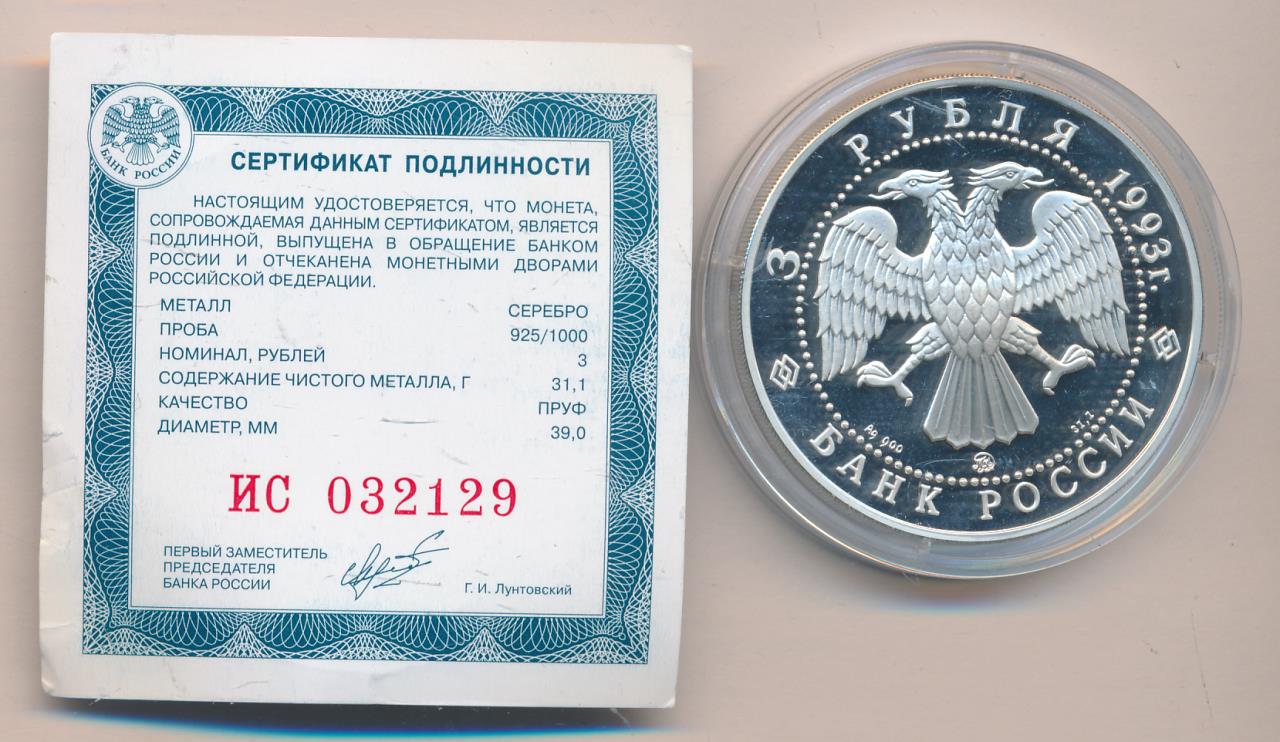 БАНК РОССИИ
СЕРТИФИКАТ ПОДЛИННОСТИ
НАСТОЯЩИМ УДОСТОВЕРЯЕТСЯ, ЧТО МОНЕТА,
СОПРОВОЖДАЕМАЯ ДАННЫМ СЕРТИФИКАТОМ, ЯВЛЯЕТСЯ
ПОДЛИННОЙ, ВЫПУЩЕНА В ОБРАЩЕНИЕ БАНКОМ
РОССИИ И ОТЧЕКАНЕНА МОНЕТНЫМИ ДВОРАМИ
РОССИЙСКОЙ ФЕДЕРАЦИИ.
МЕТАЛЛ СЕРЕБРО
ПРОБА 925/1000
НОМИНАЛ, РУБЛЕЙ 3
СОДЕРЖАНИЕ ЧИСТОГО МЕТАЛЛА, Г 31,1
КАЧЕСТВО ПРУФ
ДИАМЕТР, ММ 39,0
ИС 032129
ПЕРВЫЙ ЗАМЕСТИТЕЛЬ
ПРЕДСЕДАТЕЛЯ
БАНКА РОССИИ
Г. И. Лунтовский
3 РУБЛЯ 1993г.
Ag 900
31.1
БАНК РОССИИ